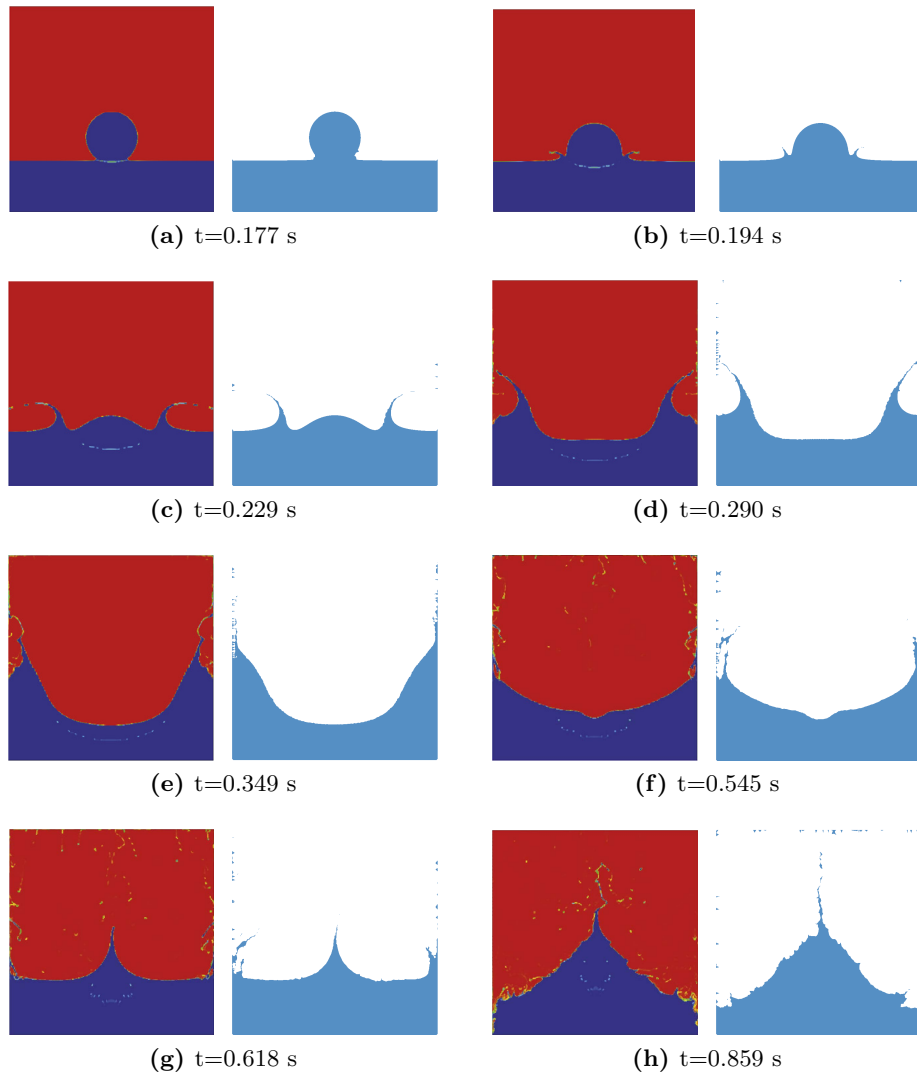 (a) t=0.177 s
(b) t=0.194 s
(c) t=0.229 s
(d) t=0.290 s
(e) t=0.349 s
(f) t=0.545 s
(g) t=0.618 s
(h) t=0.859 s